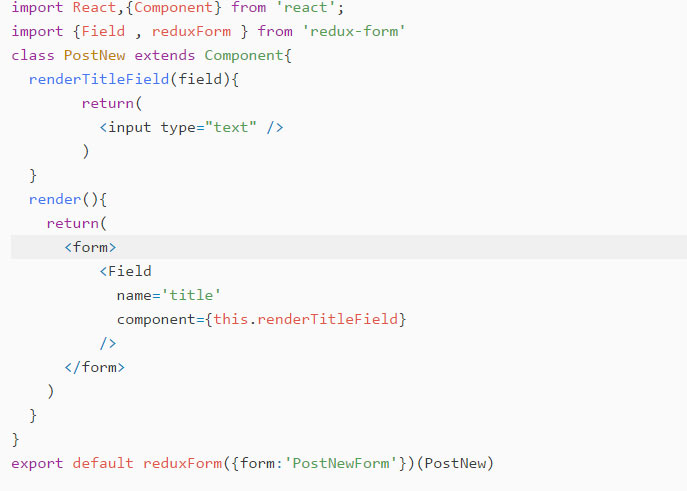 import React,{Component} from 'react';
import {Field , reduxForm } from 'redux-form'
class PostNew extends Component{
  renderTitleField(field){
        return(
          <input type="text" />
        )
  }
  render(){
    return(
      <form>
          <Field
            name='title'
            component={this.renderTitleField}
          />
      </form>
    )
  }
}
export default reduxForm({form:'PostNewForm'})(PostNew)